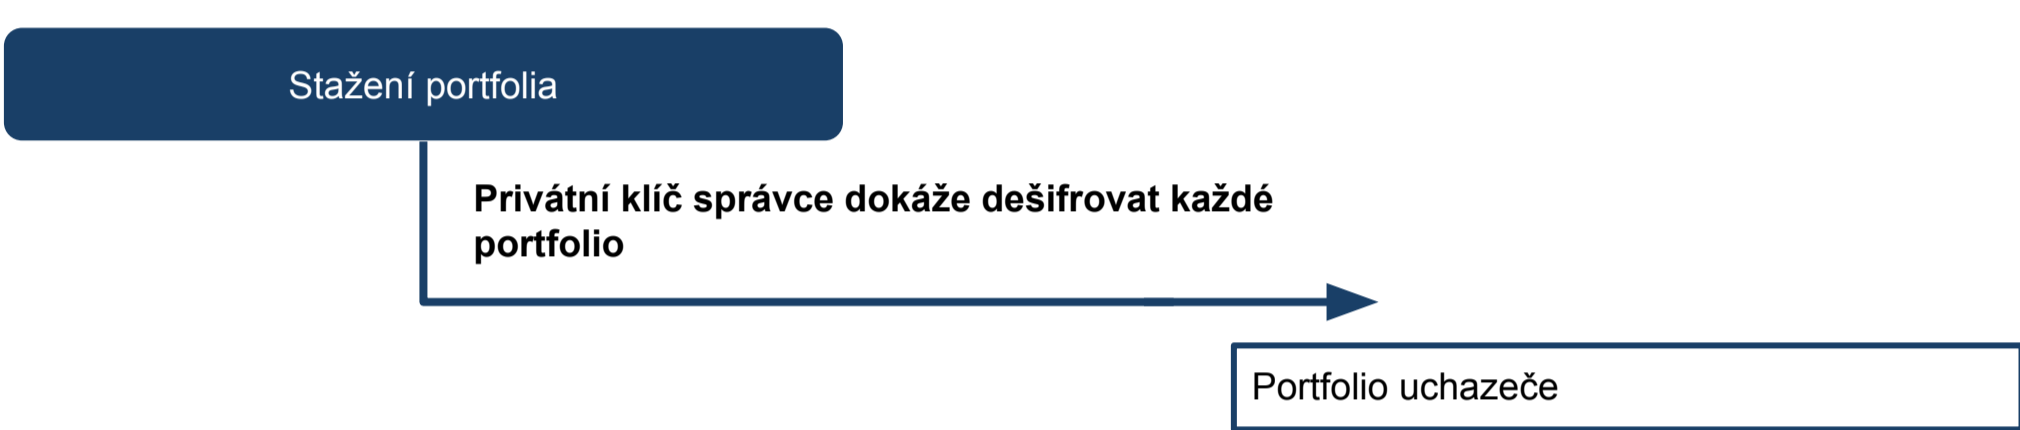 Stažení portfolia
Privátní klíč správce dokáže dešifrovat každé
portfolio
Portfolio uchazeče